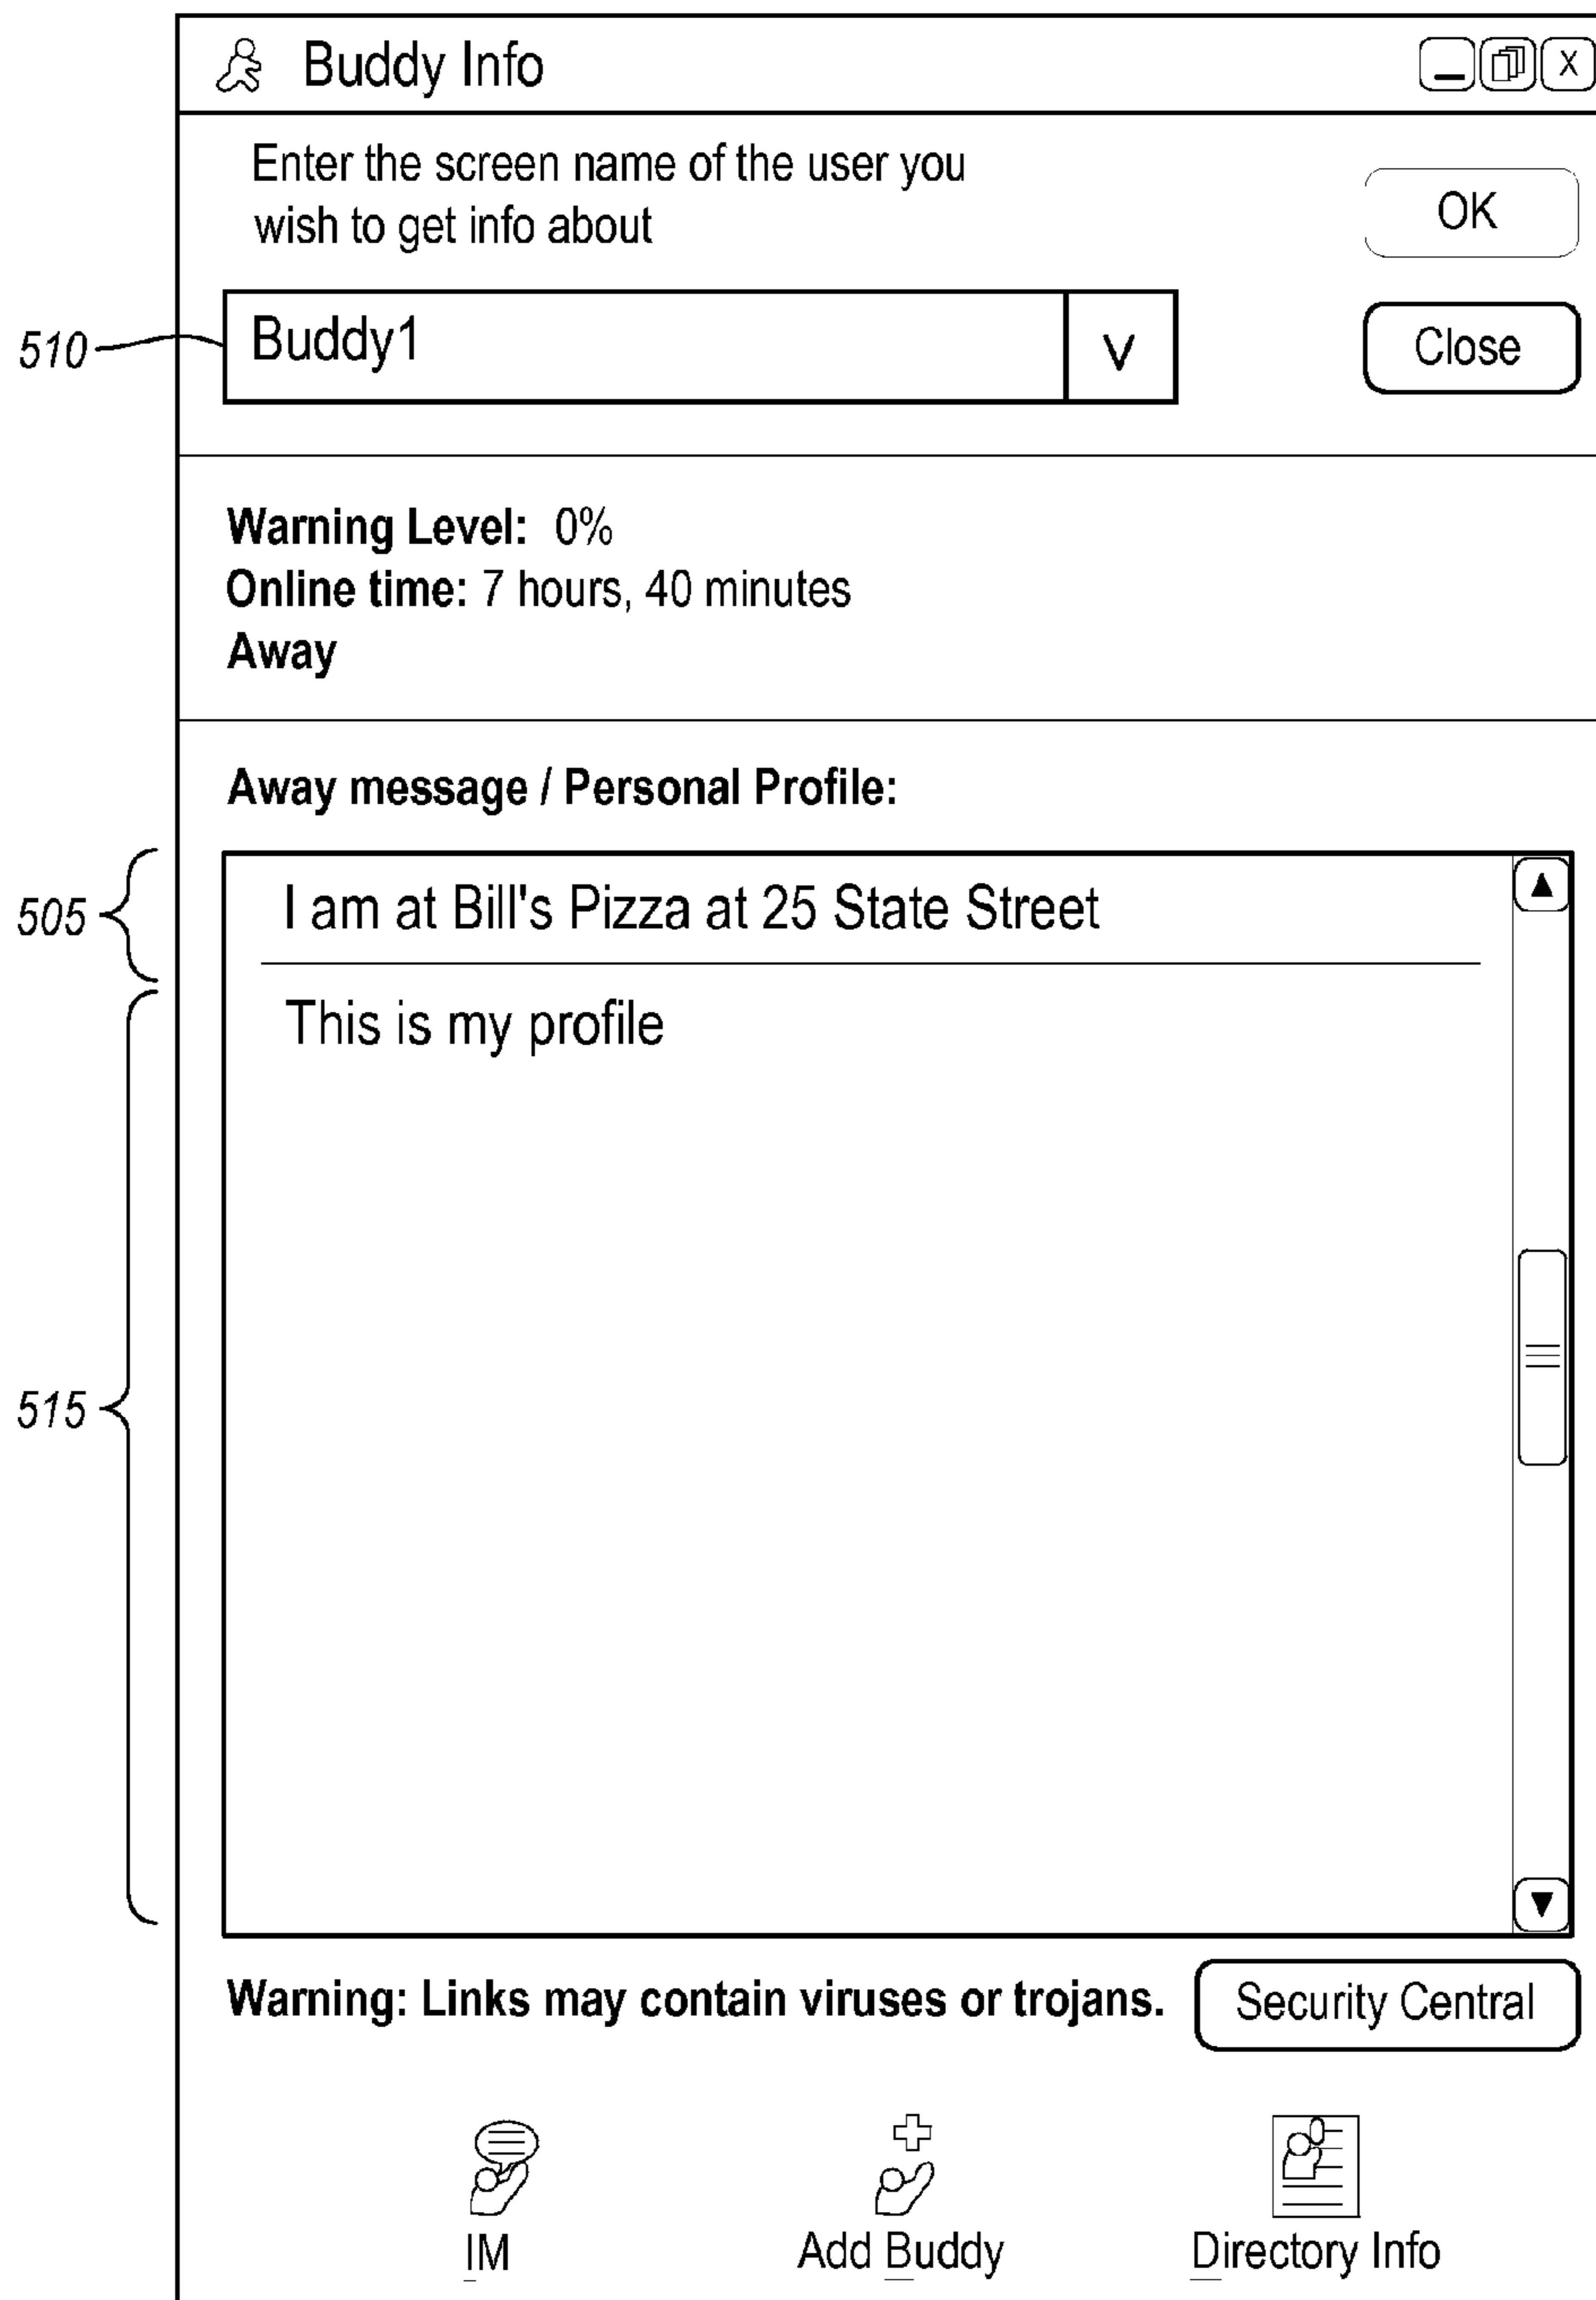 Buddy Info
X
Enter the screen name of the user you
wish to get info about
OK
510
Buddy1
V
Close
Warning Level: 0%
Online time: 7 hours, 40 minutes
Away
Away message / Personal Profile:
505
I am at Bill's Pizza at 25 State Street
This is my profile
515
Warning: Links may contain viruses or trojans.
Security Central
IM
Add Buddy
Directory Info